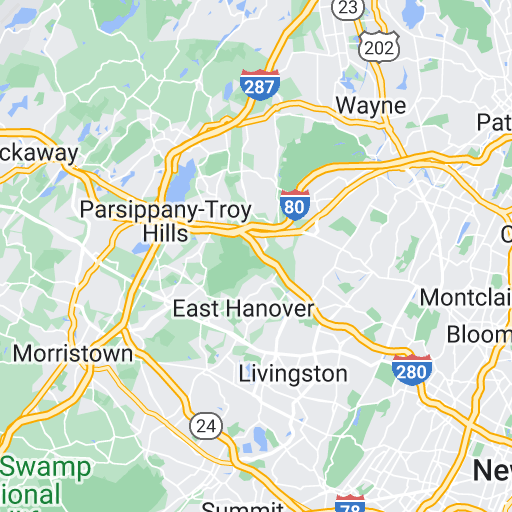 23
202
287
Wayne
Pat
ckaway
80
Parsippany-Troy
Hills
C
East Hanover
Montclai
Bloom
Morristown
Livingston
280
24
Swamp
ional
New
Summit
78